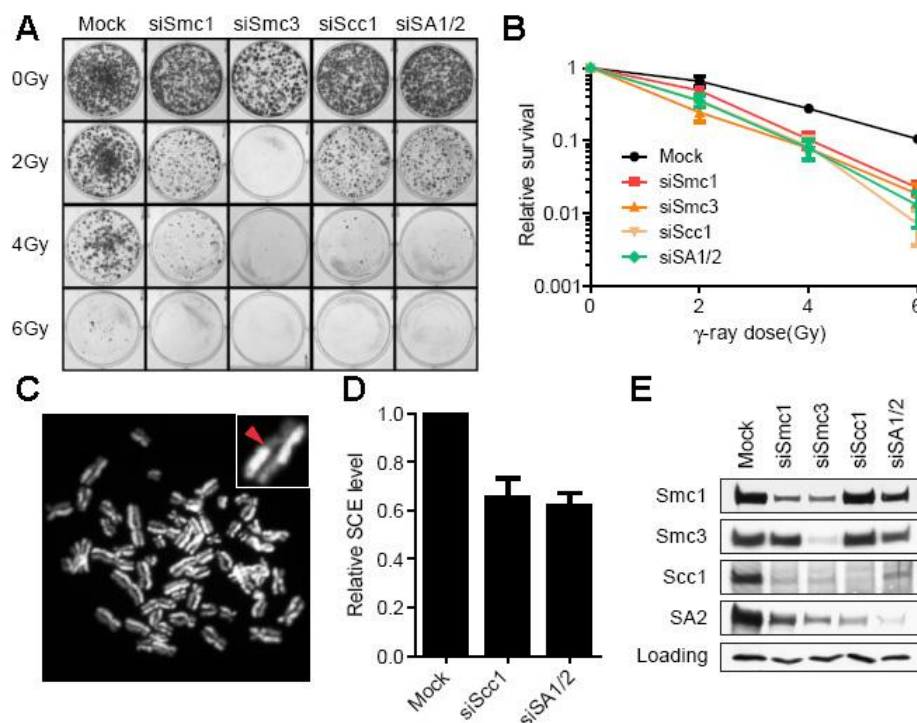 A
Mock siSmc1 siSmc3 siScc1 siSA1/2
0Gy
2Gy
4Gy
6Gy
B
Relative survival
1
0.1
0.01
0.001
Mock
siSmc1
siSmc3
siScc1
siSA1/2
0 2 4 6
γ-ray dose(Gy)
C
D
Relative SCE level
1.0
0.8
0.6
0.4
0.2
0.0
Mock
siScc1
siSA1/2
E
Mock
siSmc1
siSmc3
siScc1
siSA1/2
Smc1
Smc3
Scc1
SA2
Loading